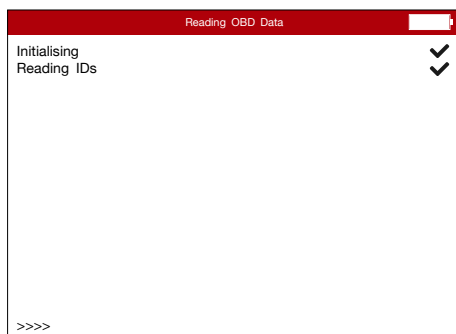 Reading OBD Data
Initialising
Reading IDs
>>>>